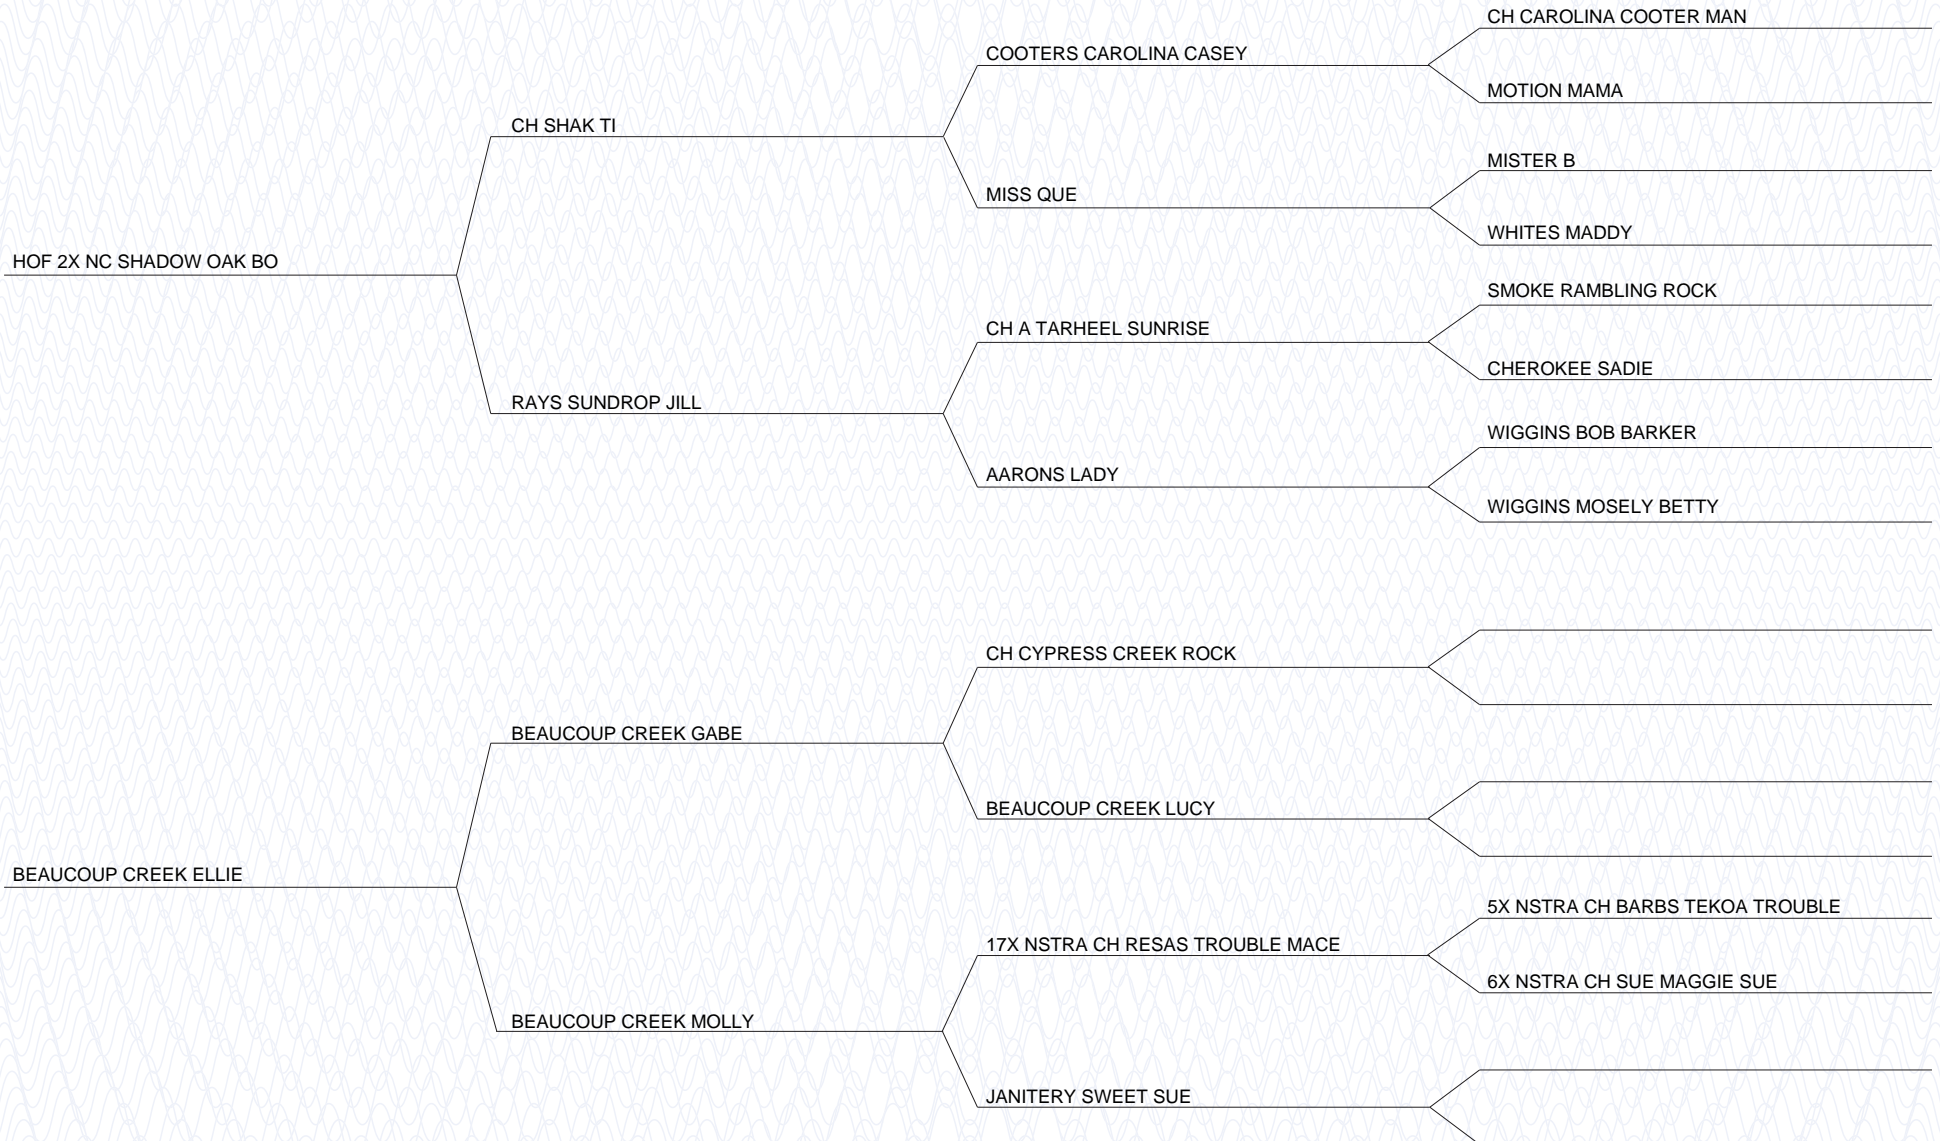 CH CAROLINA COOTER MAN
COOTERS CAROLINA CASEY
MOTION MAMA
CH SHAK TI
MISTER B
MISS QUE
WHITES MADDY
HOF 2X NC SHADOW OAK BO
SMOKE RAMBLING ROCK
CH A TARHEEL SUNRISE
CHEROKEE SADIE
RAYS SUNDROP JILL
WIGGINS BOB BARKER
AARONS LADY
WIGGINS MOSELY BETTY
CH CYPRESS CREEK ROCK
BEAUCOUP CREEK GABE
BEAUCOUP CREEK LUCY
BEAUCOUP CREEK ELLIE
5X NSTRA CH BARBS TEKOA TROUBLE
17X NSTRA CH RESAS TROUBLE MACE
6X NSTRA CH SUE MAGGIE SUE
BEAUCOUP CREEK MOLLY
JANITERY SWEET SUE